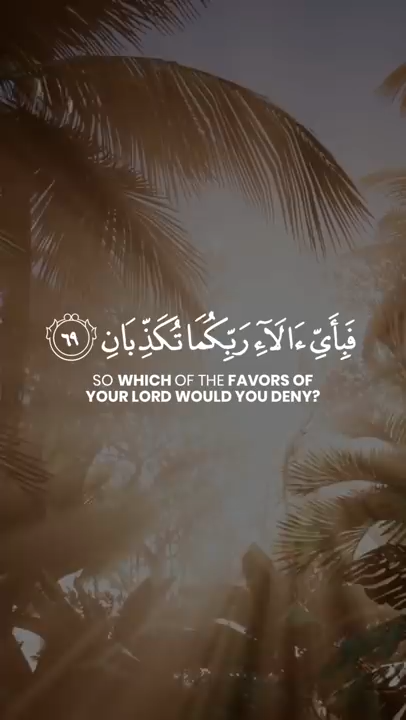 فَبِأَيِّ ءَالَآءِ رَبِّكُمَا تُكَذِّبَانِ ٦٩
SO WHICH OF THE FAVORS OF
YOUR LORD WOULD YOU DENY?